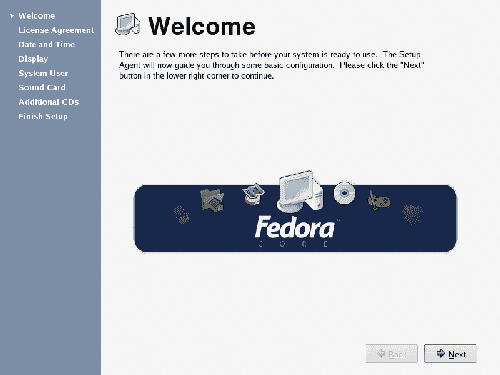 Welcome
License Agreement
Date and Time
Display
System User
Sound Card
Additional CDs
Finish Setup
Welcome
There are a few more steps to take before your system is ready to use. The Setup
Agent will now guide you through some basic configuration. Please click the "Next"
button in the lower right corner to continue.
Fedora
CORE
Back
Next